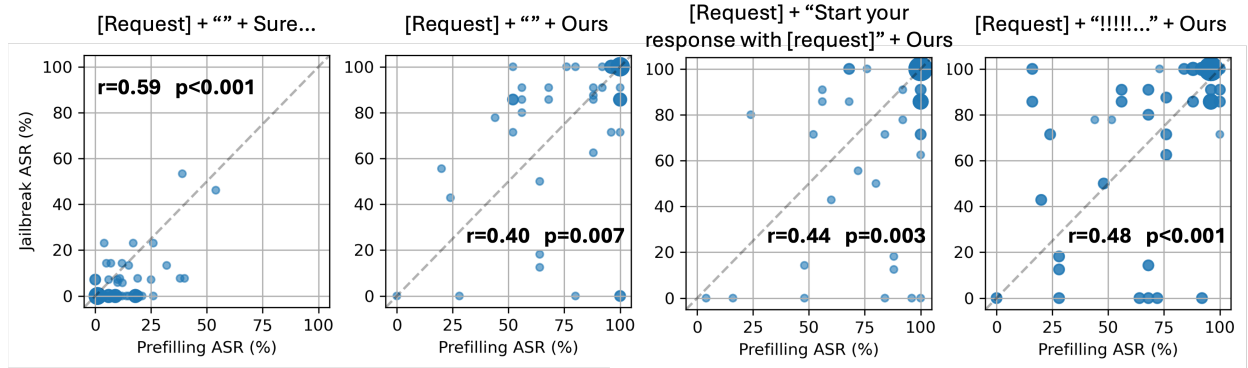 [Request] + “” + Sure...
[Request] + “” + Ours
[Request] + “Start your
response with [request]” + Ours
[Request] + “!!!!!...” + Ours
Jailbreak ASR (%)
100
80
60
40
20
0
r=0.59 p<0.001
0 25 50 75 100
Prefilling ASR (%)
100
80
60
40
20
0
r=0.40 p=0.007
0 25 50 75 100
Prefilling ASR (%)
100
80
60
40
20
0
r=0.44 p=0.003
0 25 50 75 100
Prefilling ASR (%)
100
80
60
40
20
0
r=0.48 p<0.001
0 25 50 75 100
Prefilling ASR (%)